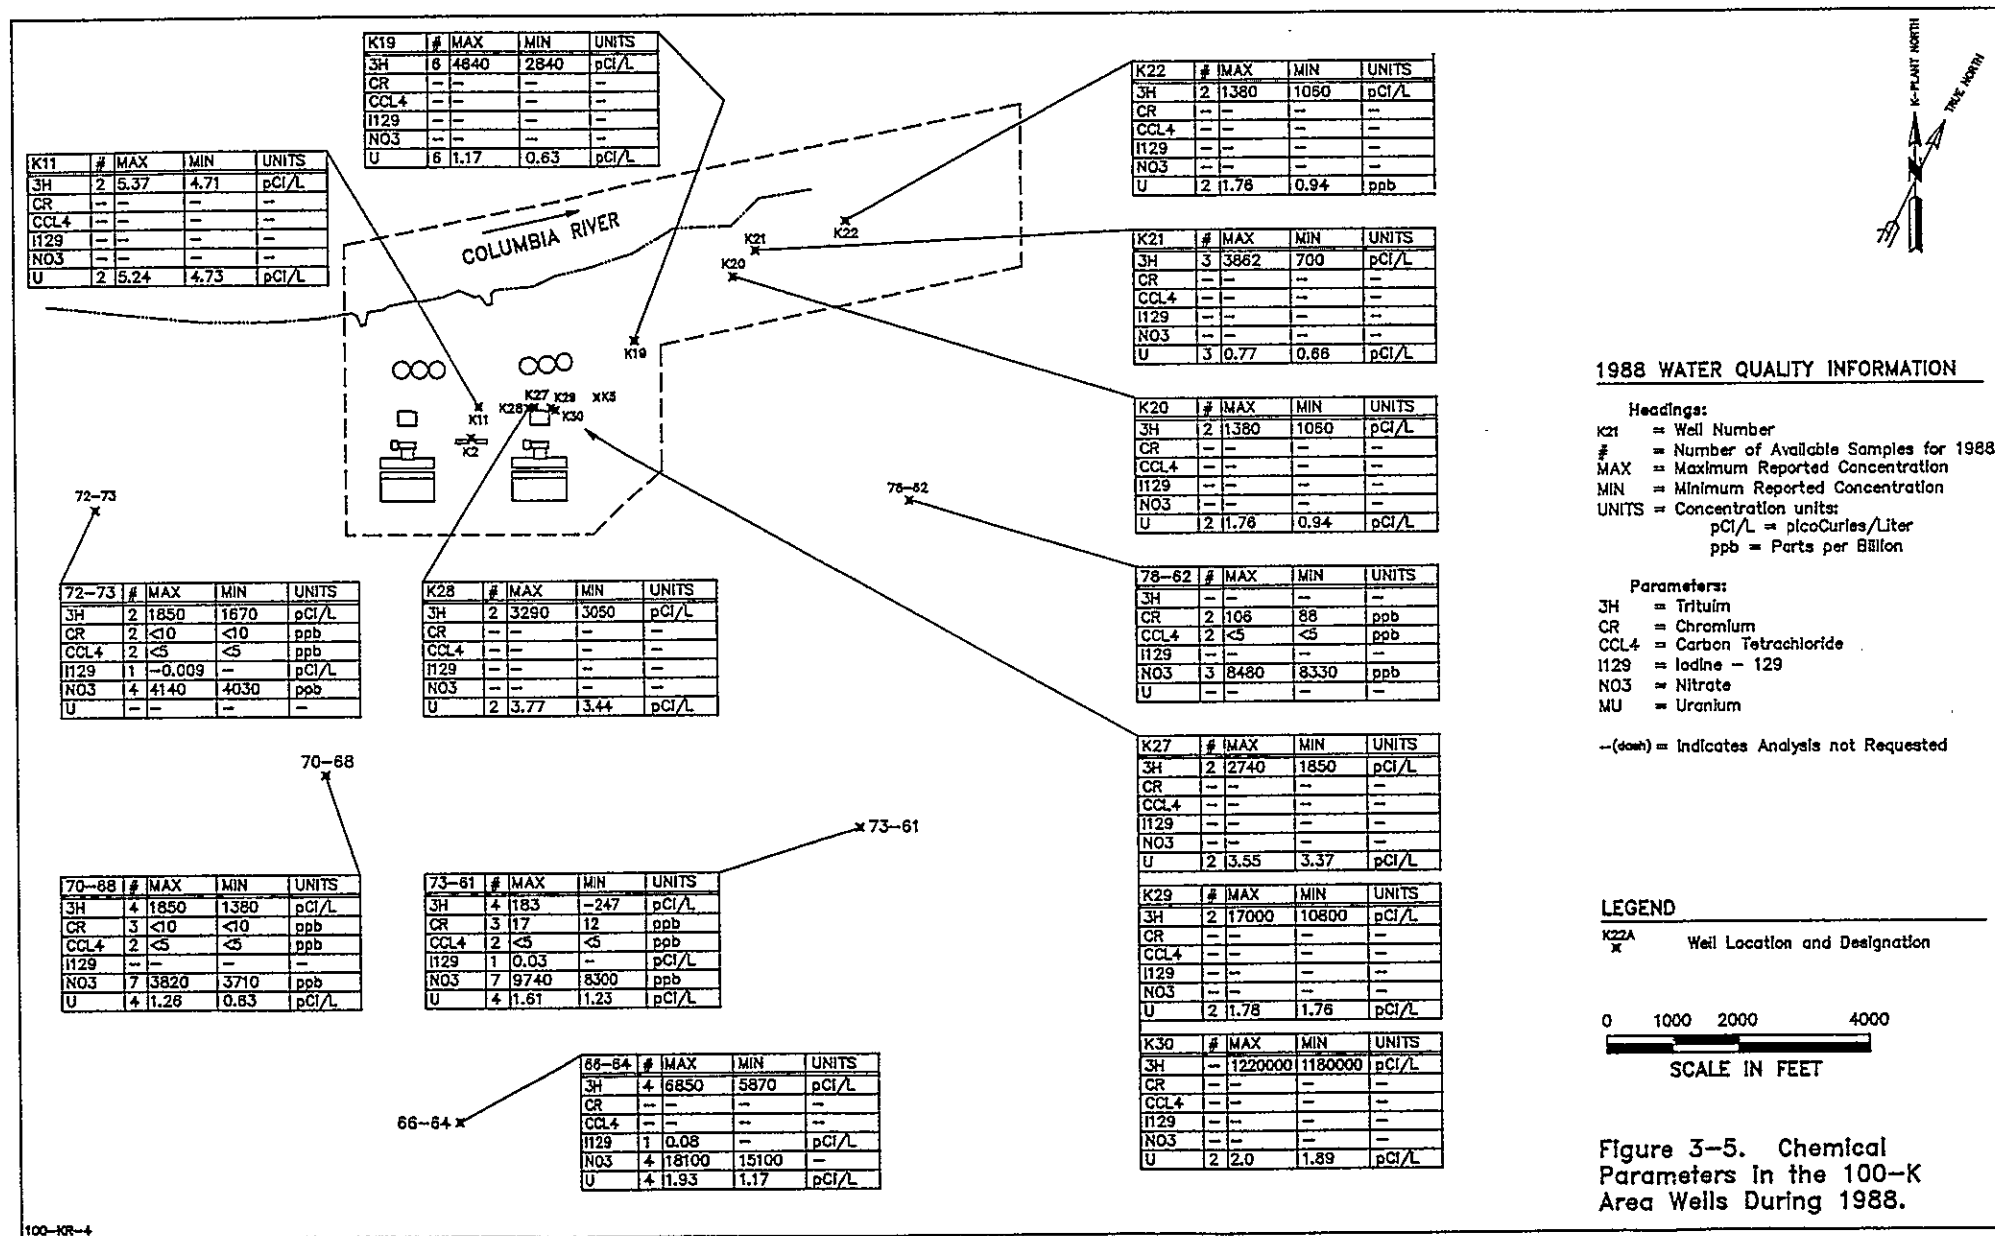 K19 # MAX MIN UNITS
3H 6 4640 2840 pCi/L
CR -- -- -- --
CCL4 -- -- -- --
I129 -- -- -- --
NO3 -- -- -- --
U 6 1.17 0.63 pCi/L
K11 # MAX MIN UNITS
3H 2 5.37 4.71 pCi/L
CR -- -- -- --
CCL4 -- -- -- --
I129 -- -- -- --
NO3 -- -- -- --
U 2 5.24 4.73 pCi/L
K22 # MAX MIN UNITS
3H 2 1380 1060 pCi/L
CR -- -- -- --
CCL4 -- -- -- --
I129 -- -- -- --
NO3 -- -- -- --
U 2 1.76 0.94 ppb
K21 # MAX MIN UNITS
3H 3 3862 700 pCi/L
CR -- -- -- --
CCL4 -- -- -- --
I129 -- -- -- --
NO3 -- -- -- --
U 3 0.77 0.66 pCi/L
K20 # MAX MIN UNITS
3H 2 1380 1060 pCi/L
CR -- -- -- --
CCL4 -- -- -- --
I129 -- -- -- --
NO3 -- -- -- --
U 2 1.76 0.94 pCi/L
COLUMBIA RIVER
K22
K21
K20
K19
K11
K28
K27
K29
K30
K5
K2
72-73
78-62
72-73 # MAX MIN UNITS
3H 2 1850 1670 pCi/L
CR 2 <10 <10 ppb
CCL4 2 <5 <5 ppb
I129 1 -0.009 -- pCi/L
NO3 4 4140 4030 ppb
U -- -- -- --
K28 # MAX MIN UNITS
3H 2 3290 3050 pCi/L
CR -- -- -- --
CCL4 -- -- -- --
I129 -- -- -- --
NO3 -- -- -- --
U 2 3.77 3.44 pCi/L
78-62 # MAX MIN UNITS
3H -- -- -- --
CR 2 106 88 ppb
CCL4 2 <5 <5 ppb
I129 -- -- -- --
NO3 3 8480 8330 ppb
U -- -- -- --
70-68
73-61
K27 # MAX MIN UNITS
3H 2 2740 1850 pCi/L
CR -- -- -- --
CCL4 -- -- -- --
I129 -- -- -- --
NO3 -- -- -- --
U 2 3.55 3.37 pCi/L
70-68 # MAX MIN UNITS
3H 4 1850 1380 pCi/L
CR 3 <10 <10 ppb
CCL4 2 <5 <5 ppb
I129 -- -- -- --
NO3 7 3820 3710 ppb
U 4 1.26 0.83 pCi/L
73-61 # MAX MIN UNITS
3H 4 183 -247 pCi/L
CR 3 17 12 ppb
CCL4 2 <5 <5 ppb
I129 1 0.03 -- pCi/L
NO3 7 9740 8300 ppb
U 4 1.61 1.23 pCi/L
K29 # MAX MIN UNITS
3H 2 17000 10600 pCi/L
CR -- -- -- --
CCL4 -- -- -- --
I129 -- -- -- --
NO3 -- -- -- --
U 2 1.78 1.76 pCi/L
K30 # MAX MIN UNITS
3H -- 1220000 1180000 pCi/L
CR -- -- -- --
CCL4 -- -- -- --
I129 -- -- -- --
NO3 -- -- -- --
U 2 2.0 1.89 pCi/L
66-64
66-64 # MAX MIN UNITS
3H 4 6850 5870 pCi/L
CR -- -- -- --
CCL4 -- -- -- --
I129 1 0.08 -- pCi/L
NO3 4 18100 15100 --
U 4 1.93 1.17 pCi/L
K-PLANT NORTH
TRUE NORTH
1988 WATER QUALITY INFORMATION
Headings:
K21 = Well Number
# = Number of Available Samples for 1988
MAX = Maximum Reported Concentration
MIN = Minimum Reported Concentration
UNITS = Concentration units:
pCi/L = picoCuries/Liter
ppb = Parts per Billion
Parameters:
3H = Trituim
CR = Chromium
CCL4 = Carbon Tetrachloride
I129 = Iodine - 129
NO3 = Nitrate
MU = Uranium
--(dash) = Indicates Analysis not Requested
LEGEND
K22A Well Location and Designation
0 1000 2000 4000
SCALE IN FEET
Figure 3-5. Chemical
Parameters in the 100-K
Area Wells During 1988.
100-KR-4